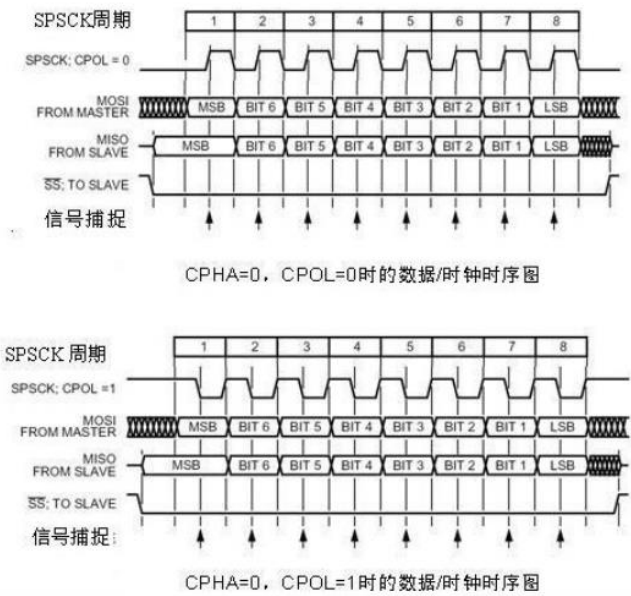 SPSCK周期 1 2 3 4 5 6 7 8
SPSCK; CPOL = 0
MOSI
FROM MASTER MSB BIT 6 BIT 5 BIT 4 BIT 3 BIT 2 BIT 1 LSB
MISO
FROM SLAVE MSB BIT 6 BIT 5 BIT 4 BIT 3 BIT 2 BIT 1 LSB
SS; TO SLAVE
信号捕捉
CPHA=0，CPOL=0时的数据/时钟时序图
SPSCK 周期 1 2 3 4 5 6 7 8
SPSCK; CPOL =1
MOSI
FROM MASTER MSB BIT 6 BIT 5 BIT 4 BIT 3 BIT 2 BIT 1 LSB
MISO
FROM SLAVE MSB BIT 6 BIT 5 BIT 4 BIT 3 BIT 2 BIT 1 LSB
SS; TO SLAVE
信号捕捉:
CPHA=0，CPOL=1时的数据/时钟时序图